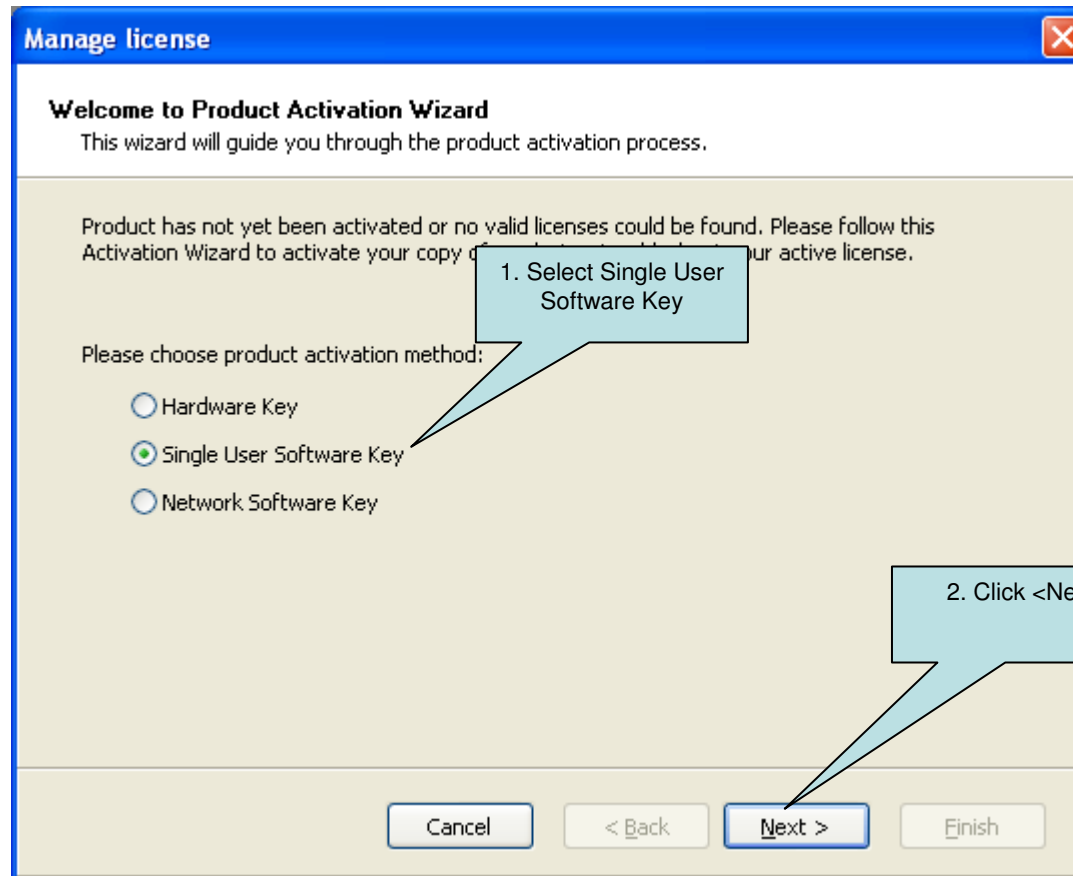 Manage license
Welcome to Product Activation Wizard
This wizard will guide you through the product activation process.
Product has not yet been activated or no valid licenses could be found. Please follow this
Activation Wizard to activate your copy active license.
1. Select Single User
Software Key
Please choose product activation method:
Hardware Key
Single User Software Key
Network Software Key
2. Click <Ne
Cancel
< Back
Next >
Finish